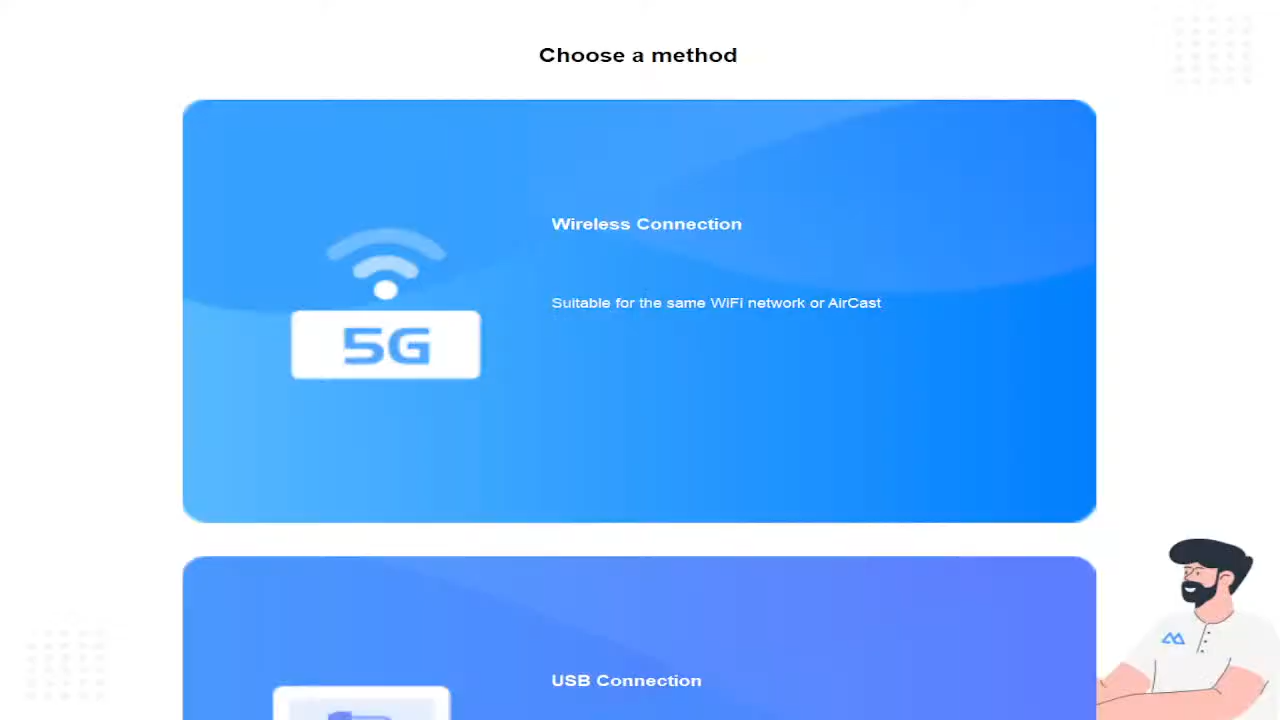 Choose a method
Wireless Connection
Suitable for the same WiFi network or AirCast
5G
USB Connection